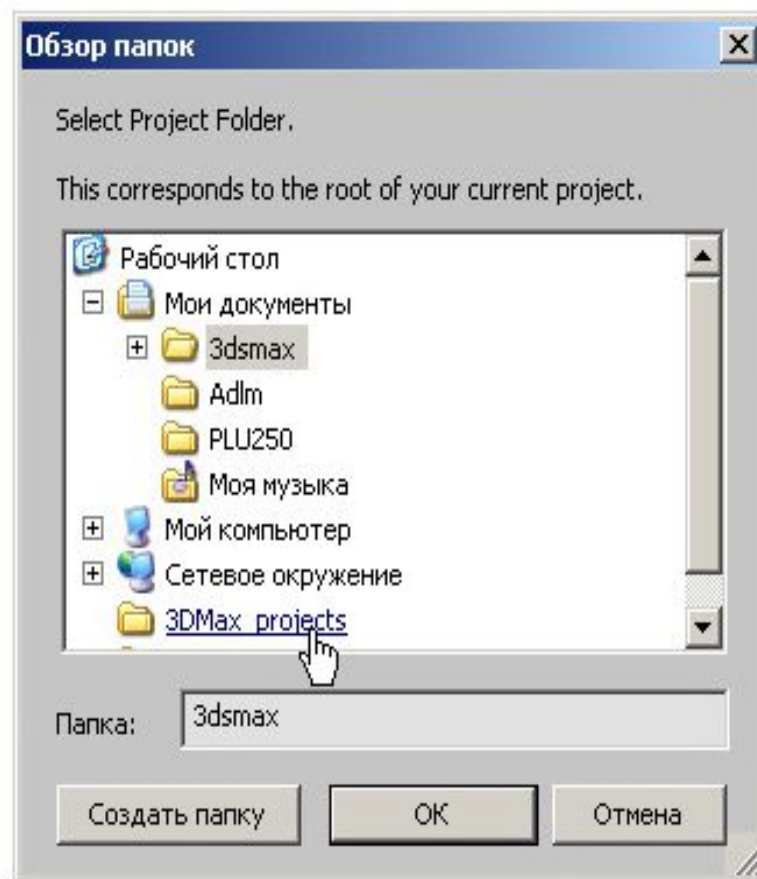 Обзор папок
Select Project Folder.
This corresponds to the root of your current project.
Рабочий стол
Мои документы
3dsmax
Adlm
PLU250
Моя музыка
Мой компьютер
Сетевое окружение
3DMax_projects
Папка: 3dsmax
Создать папку OK Отмена